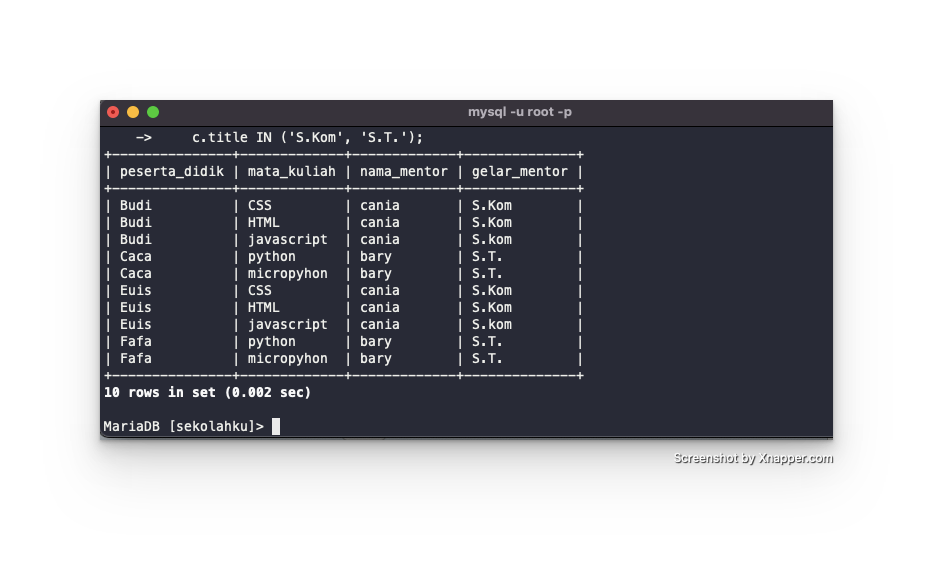 mysql -u root -p
->     c.title IN ('S.Kom', 'S.T.');
+---------------+-------------+-------------+--------------+
| peserta_didik | mata_kuliah | nama_mentor | gelar_mentor |
+---------------+-------------+-------------+--------------+
| Budi          | CSS         | cania       | S.Kom        |
| Budi          | HTML        | cania       | S.Kom        |
| Budi          | javascript  | cania       | S.kom        |
| Caca          | python      | bary        | S.T.         |
| Caca          | micropyhon  | bary        | S.T.         |
| Euis          | CSS         | cania       | S.Kom        |
| Euis          | HTML        | cania       | S.Kom        |
| Euis          | javascript  | cania       | S.kom        |
| Fafa          | python      | bary        | S.T.         |
| Fafa          | micropyhon  | bary        | S.T.         |
+---------------+-------------+-------------+--------------+
10 rows in set (0.002 sec)
MariaDB [sekolahku]>
Screenshot by Xnapper.com